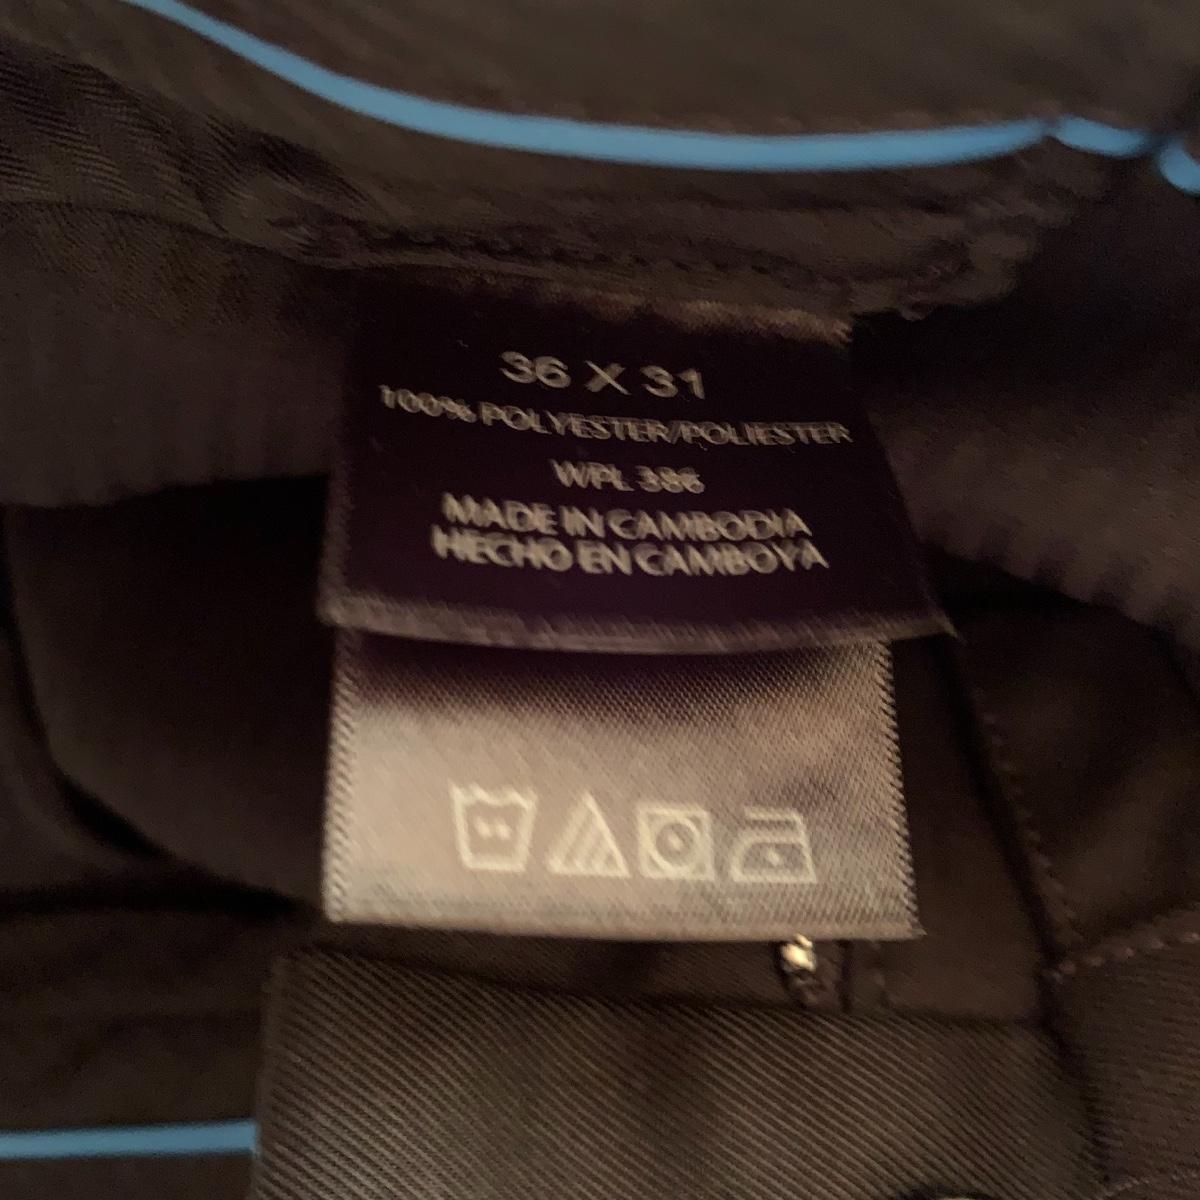 36 X 31
100% POLYESTER/POLIESTER
WPL 386
MADE IN CAMBODIA
HECHO EN CAMBOYA